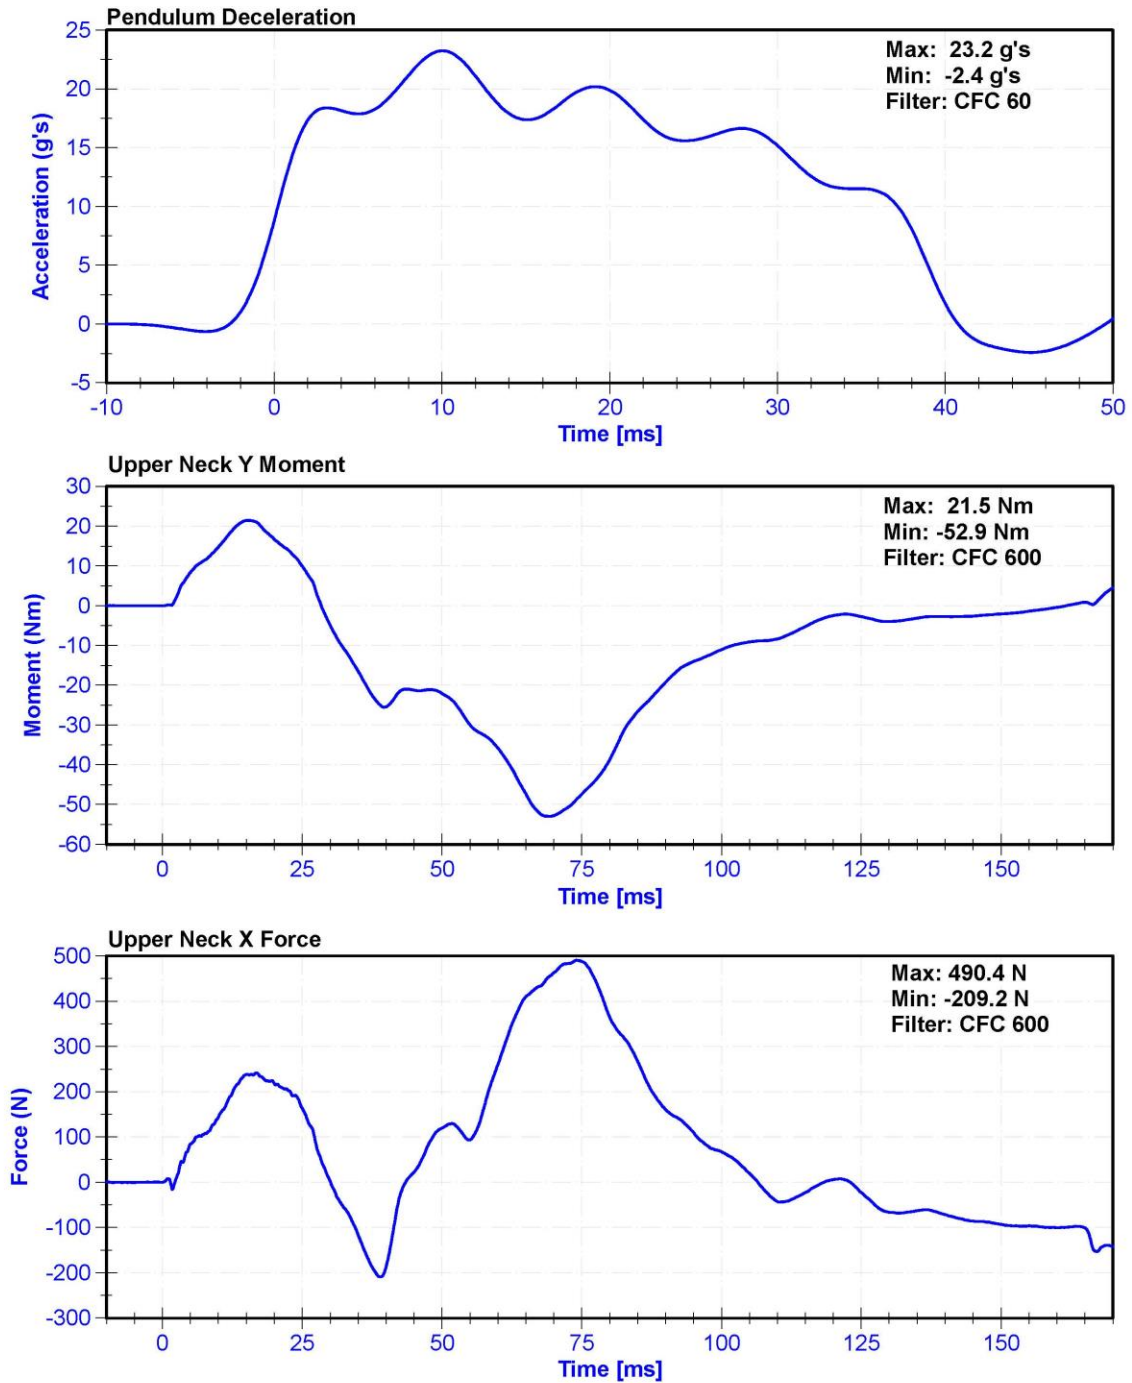 Pendulum Deceleration
Max: 23.2 g's
Min: -2.4 g's
Filter: CFC 60
Acceleration (g's)
25
20
15
10
5
0
-5
-10 0 10 20 30 40 50
Time [ms]
Upper Neck Y Moment
Max: 21.5 Nm
Min: -52.9 Nm
Filter: CFC 600
Moment (Nm)
30
20
10
0
-10
-20
-30
-40
-50
-60
0 25 50 75 100 125 150
Time [ms]
Upper Neck X Force
Max: 490.4 N
Min: -209.2 N
Filter: CFC 600
Force (N)
500
400
300
200
100
0
-100
-200
-300
0 25 50 75 100 125 150
Time [ms]